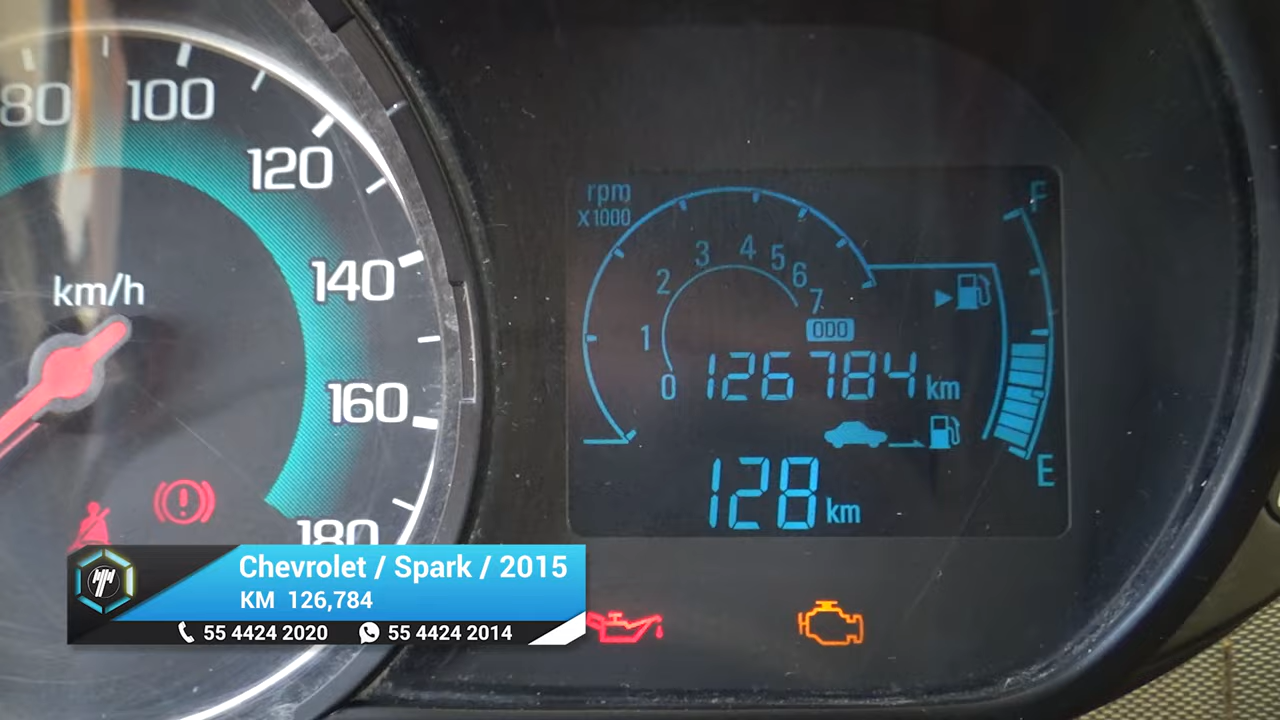 80
100
120
140
160
180
km/h
rpm
X1000
0
1
2
3
4
5
6
7
ODO
126784 km
128 km
F
E
Chevrolet / Spark / 2015
KM 126,784
55 4424 2020 55 4424 2014